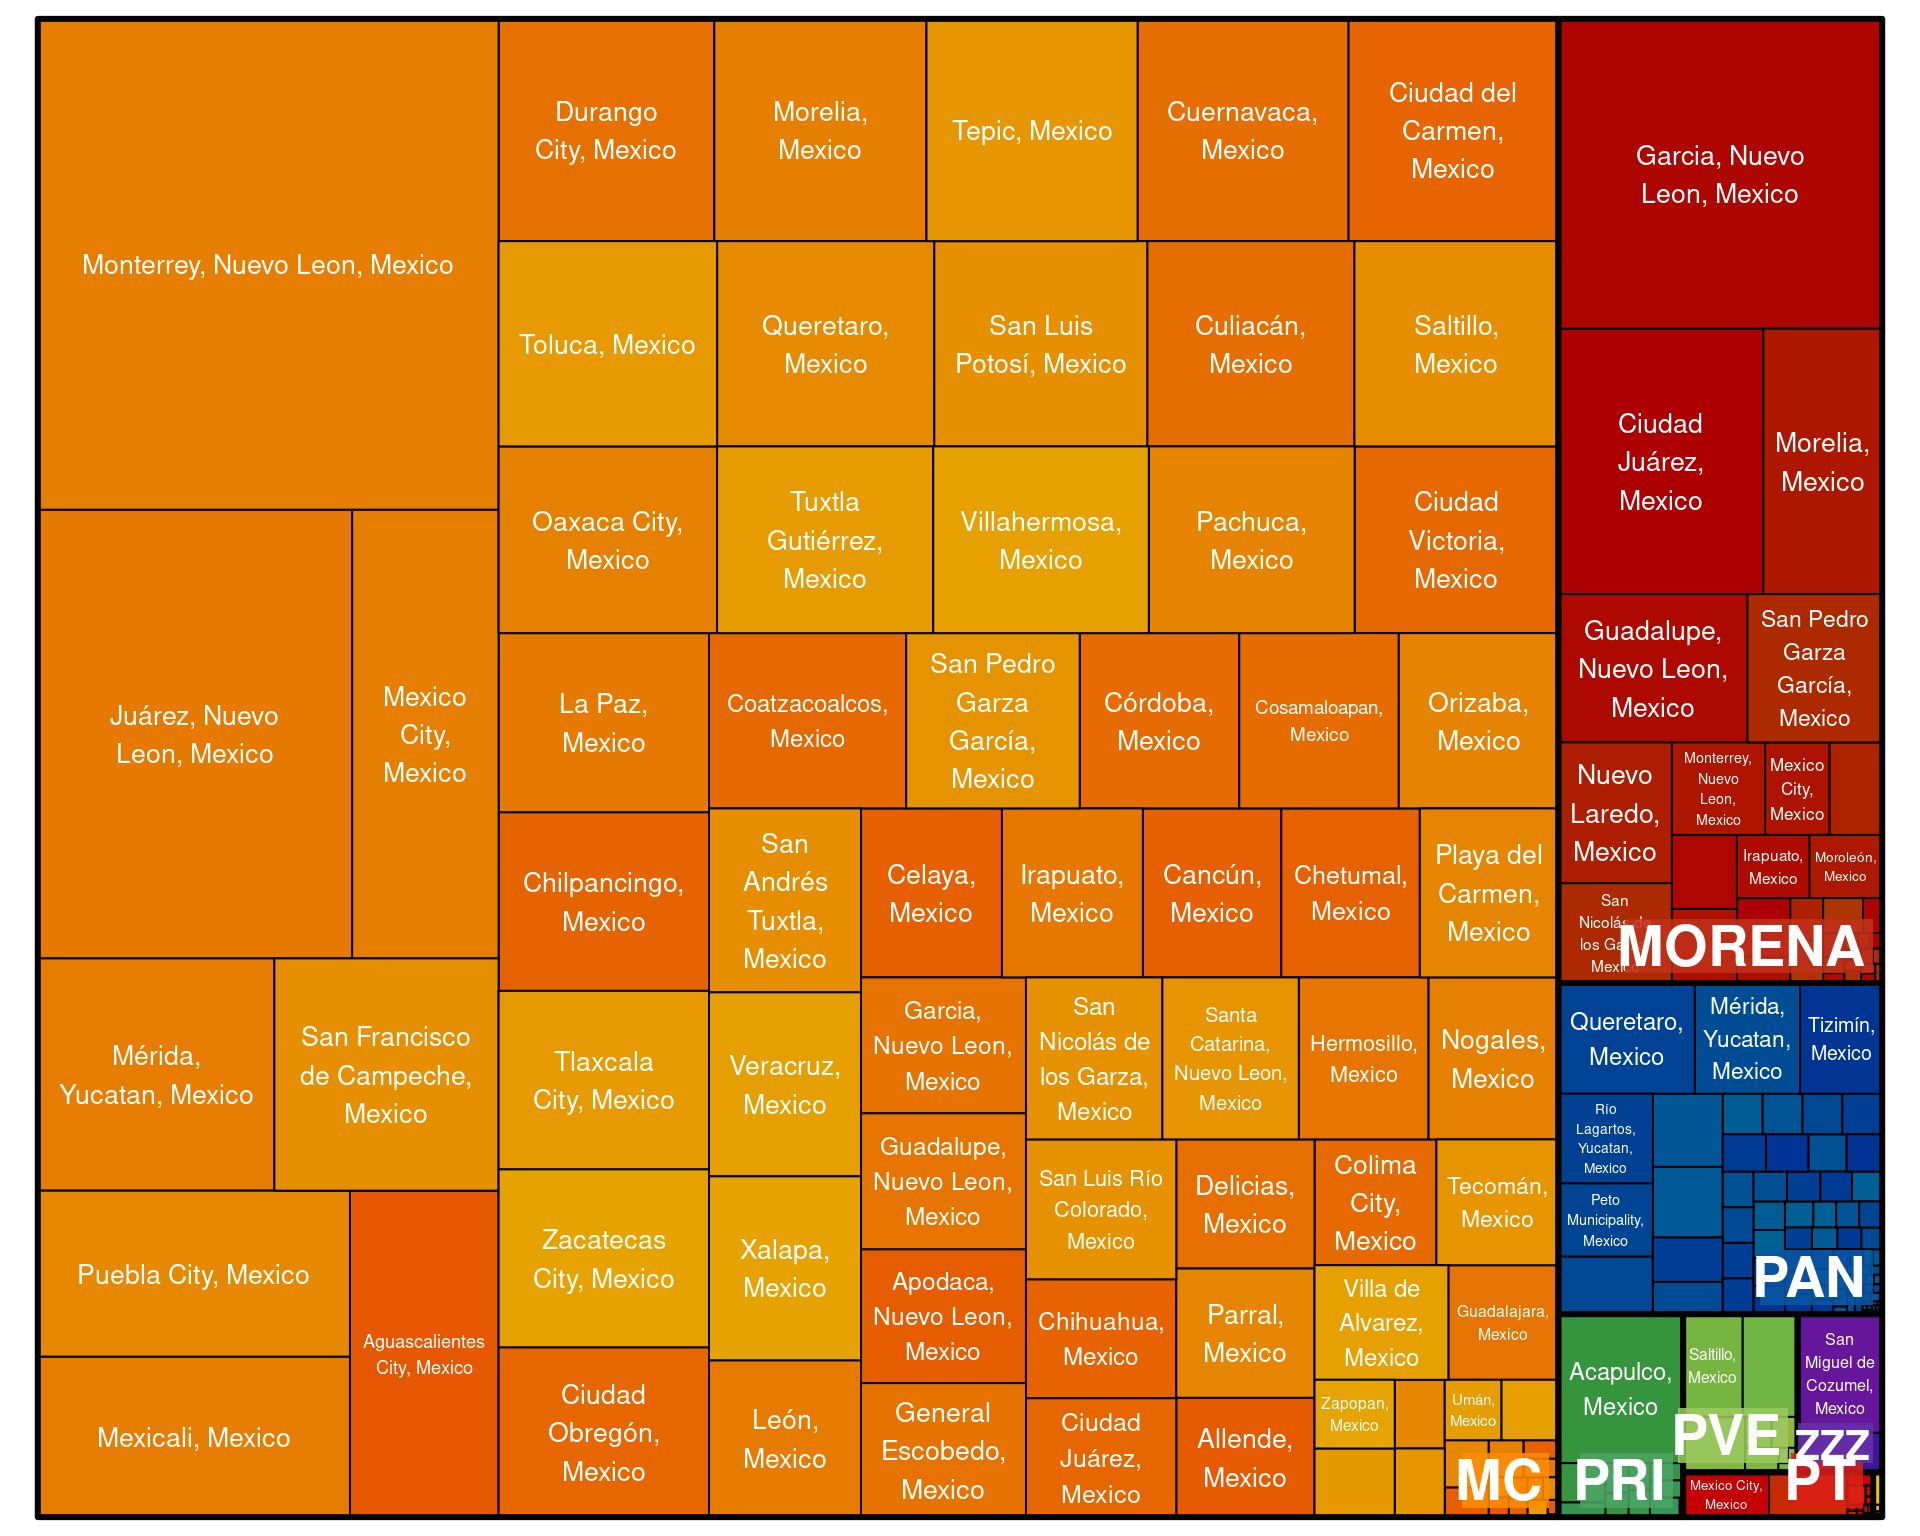 Monterrey, Nuevo Leon, Mexico
Juárez, Nuevo
Leon, Mexico
Mexico
City,
Mexico
Mérida,
Yucatan, Mexico
San Francisco
de Campeche,
Mexico
Puebla City, Mexico
Mexicali, Mexico
Aguascalientes
City, Mexico
Durango
City, Mexico
Morelia,
Mexico
Tepic, Mexico
Cuernavaca,
Mexico
Ciudad del
Carmen,
Mexico
Toluca, Mexico
Queretaro,
Mexico
San Luis
Potosí, Mexico
Culiacán,
Mexico
Saltillo,
Mexico
Oaxaca City,
Mexico
Tuxtla
Gutiérrez,
Mexico
Villahermosa,
Mexico
Pachuca,
Mexico
Ciudad
Victoria,
Mexico
La Paz,
Mexico
Chilpancingo,
Mexico
Tlaxcala
City, Mexico
Zacatecas
City, Mexico
Ciudad
Obregón,
Mexico
Coatzacoalcos,
Mexico
San Pedro
Garza
García,
Mexico
Córdoba,
Mexico
Cosamaloapan,
Mexico
Orizaba,
Mexico
San
Andrés
Tuxtla,
Mexico
Veracruz,
Mexico
Xalapa,
Mexico
León,
Mexico
Celaya,
Mexico
Irapuato,
Mexico
Cancún,
Mexico
Chetumal,
Mexico
Playa del
Carmen,
Mexico
Garcia,
Nuevo Leon,
Mexico
Guadalupe,
Nuevo Leon,
Mexico
Apodaca,
Nuevo Leon,
Mexico
General
Escobedo,
Mexico
San
Nicolás de
los Garza,
Mexico
Santa
Catarina,
Nuevo Leon,
Mexico
Hermosillo,
Mexico
Nogales,
Mexico
San Luis Río
Colorado,
Mexico
Chihuahua,
Mexico
Ciudad
Juárez,
Mexico
Delicias,
Mexico
Parral,
Mexico
Allende,
Mexico
Colima
City,
Mexico
Tecomán,
Mexico
Villa de
Alvarez,
Mexico
Guadalajara,
Mexico
Zapopan,
Mexico
Umán,
Mexico
MC
Garcia, Nuevo
Leon, Mexico
Ciudad
Juárez,
Mexico
Morelia,
Mexico
Guadalupe,
Nuevo Leon,
Mexico
San Pedro
Garza
García,
Mexico
Nuevo
Laredo,
Mexico
Monterrey,
Nuevo
Leon,
Mexico
Mexico
City,
Mexico
Irapuato,
Mexico
Moroleón,
Mexico
San
Nicolás de
los Garza,
Mexico
MORENA
Queretaro,
Mexico
Mérida,
Yucatan,
Mexico
Tizimín,
Mexico
Río
Lagartos,
Yucatan,
Mexico
Peto
Municipality,
Mexico
PAN
Acapulco,
Mexico
PRI
Saltillo,
Mexico
PVE
San
Miguel de
Cozumel,
Mexico
ZZZ
Mexico City,
Mexico
PT